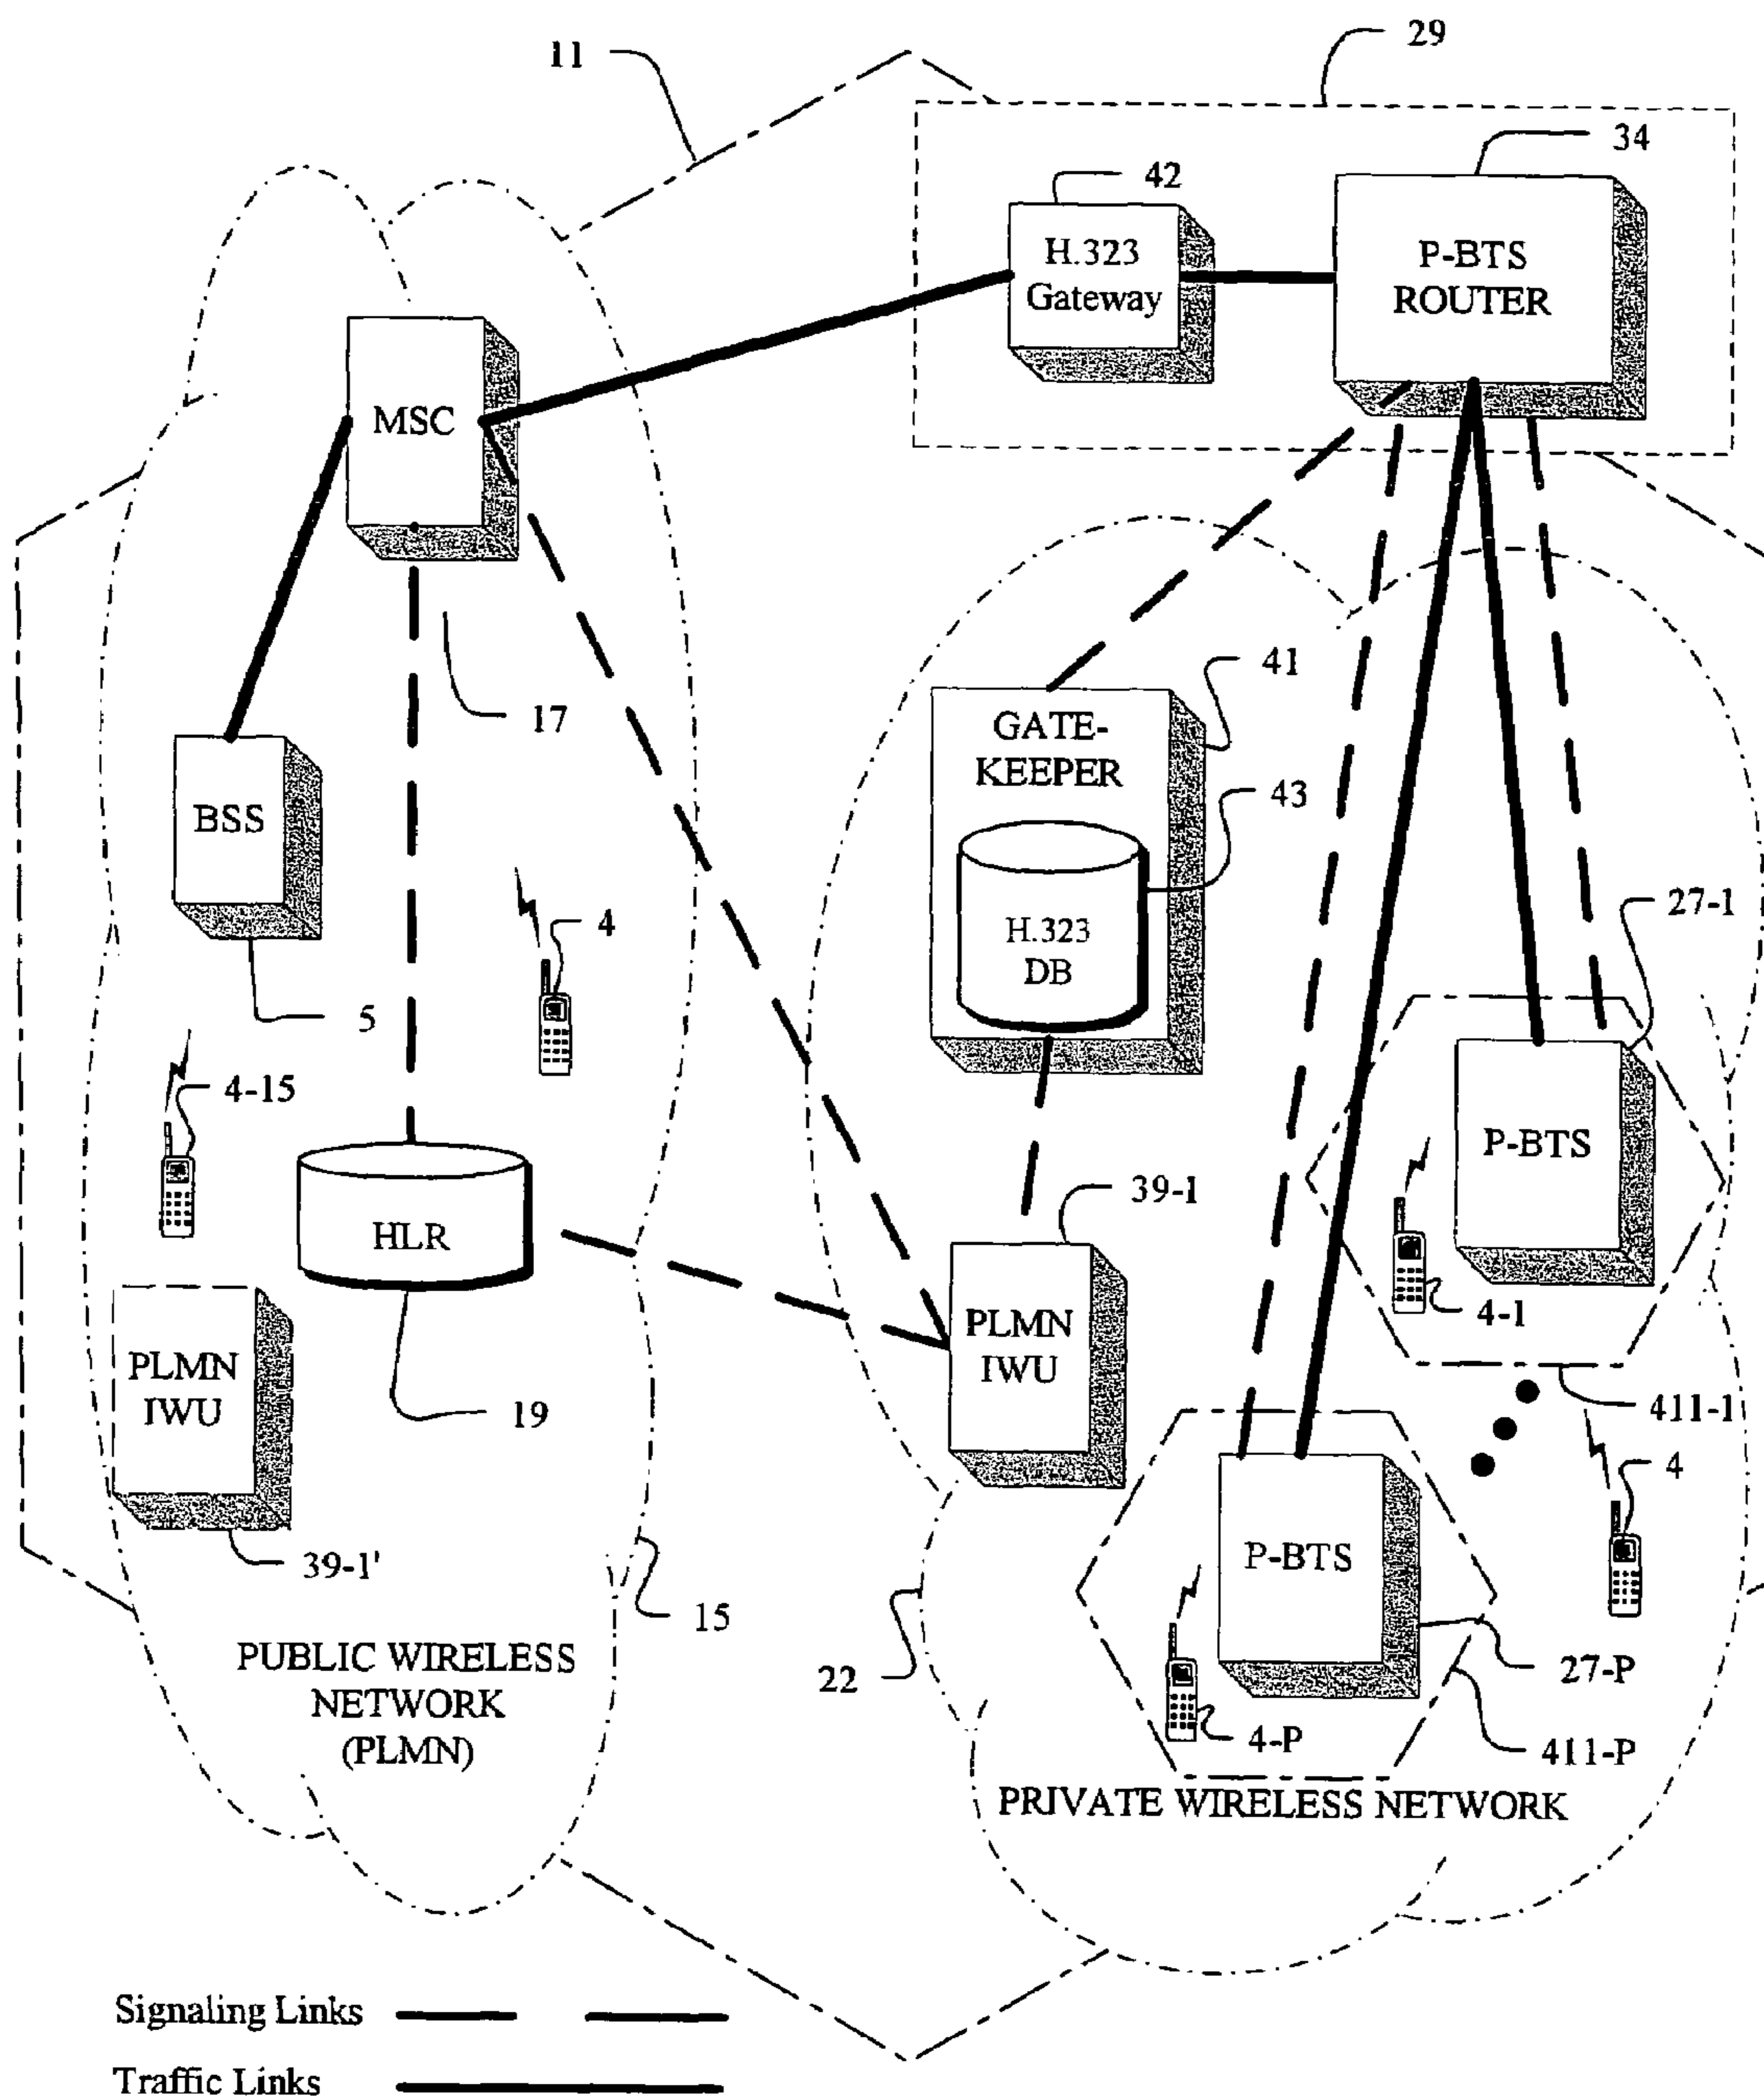 11
29
34
42
H.323
Gateway
P-BTS
ROUTER
MSC
17
41
GATE-
KEEPER
43
BSS
H.323
DB
27-1
4
5
4-15
P-BTS
HLR
39-1
4-1
PLMN
IWU
PLMN
IWU
19
411-1
4
39-1'
P-BTS
15
22
27-P
4-P
411-P
PUBLIC WIRELESS
NETWORK
(PLMN)
PRIVATE WIRELESS NETWORK
Signaling Links
Traffic Links